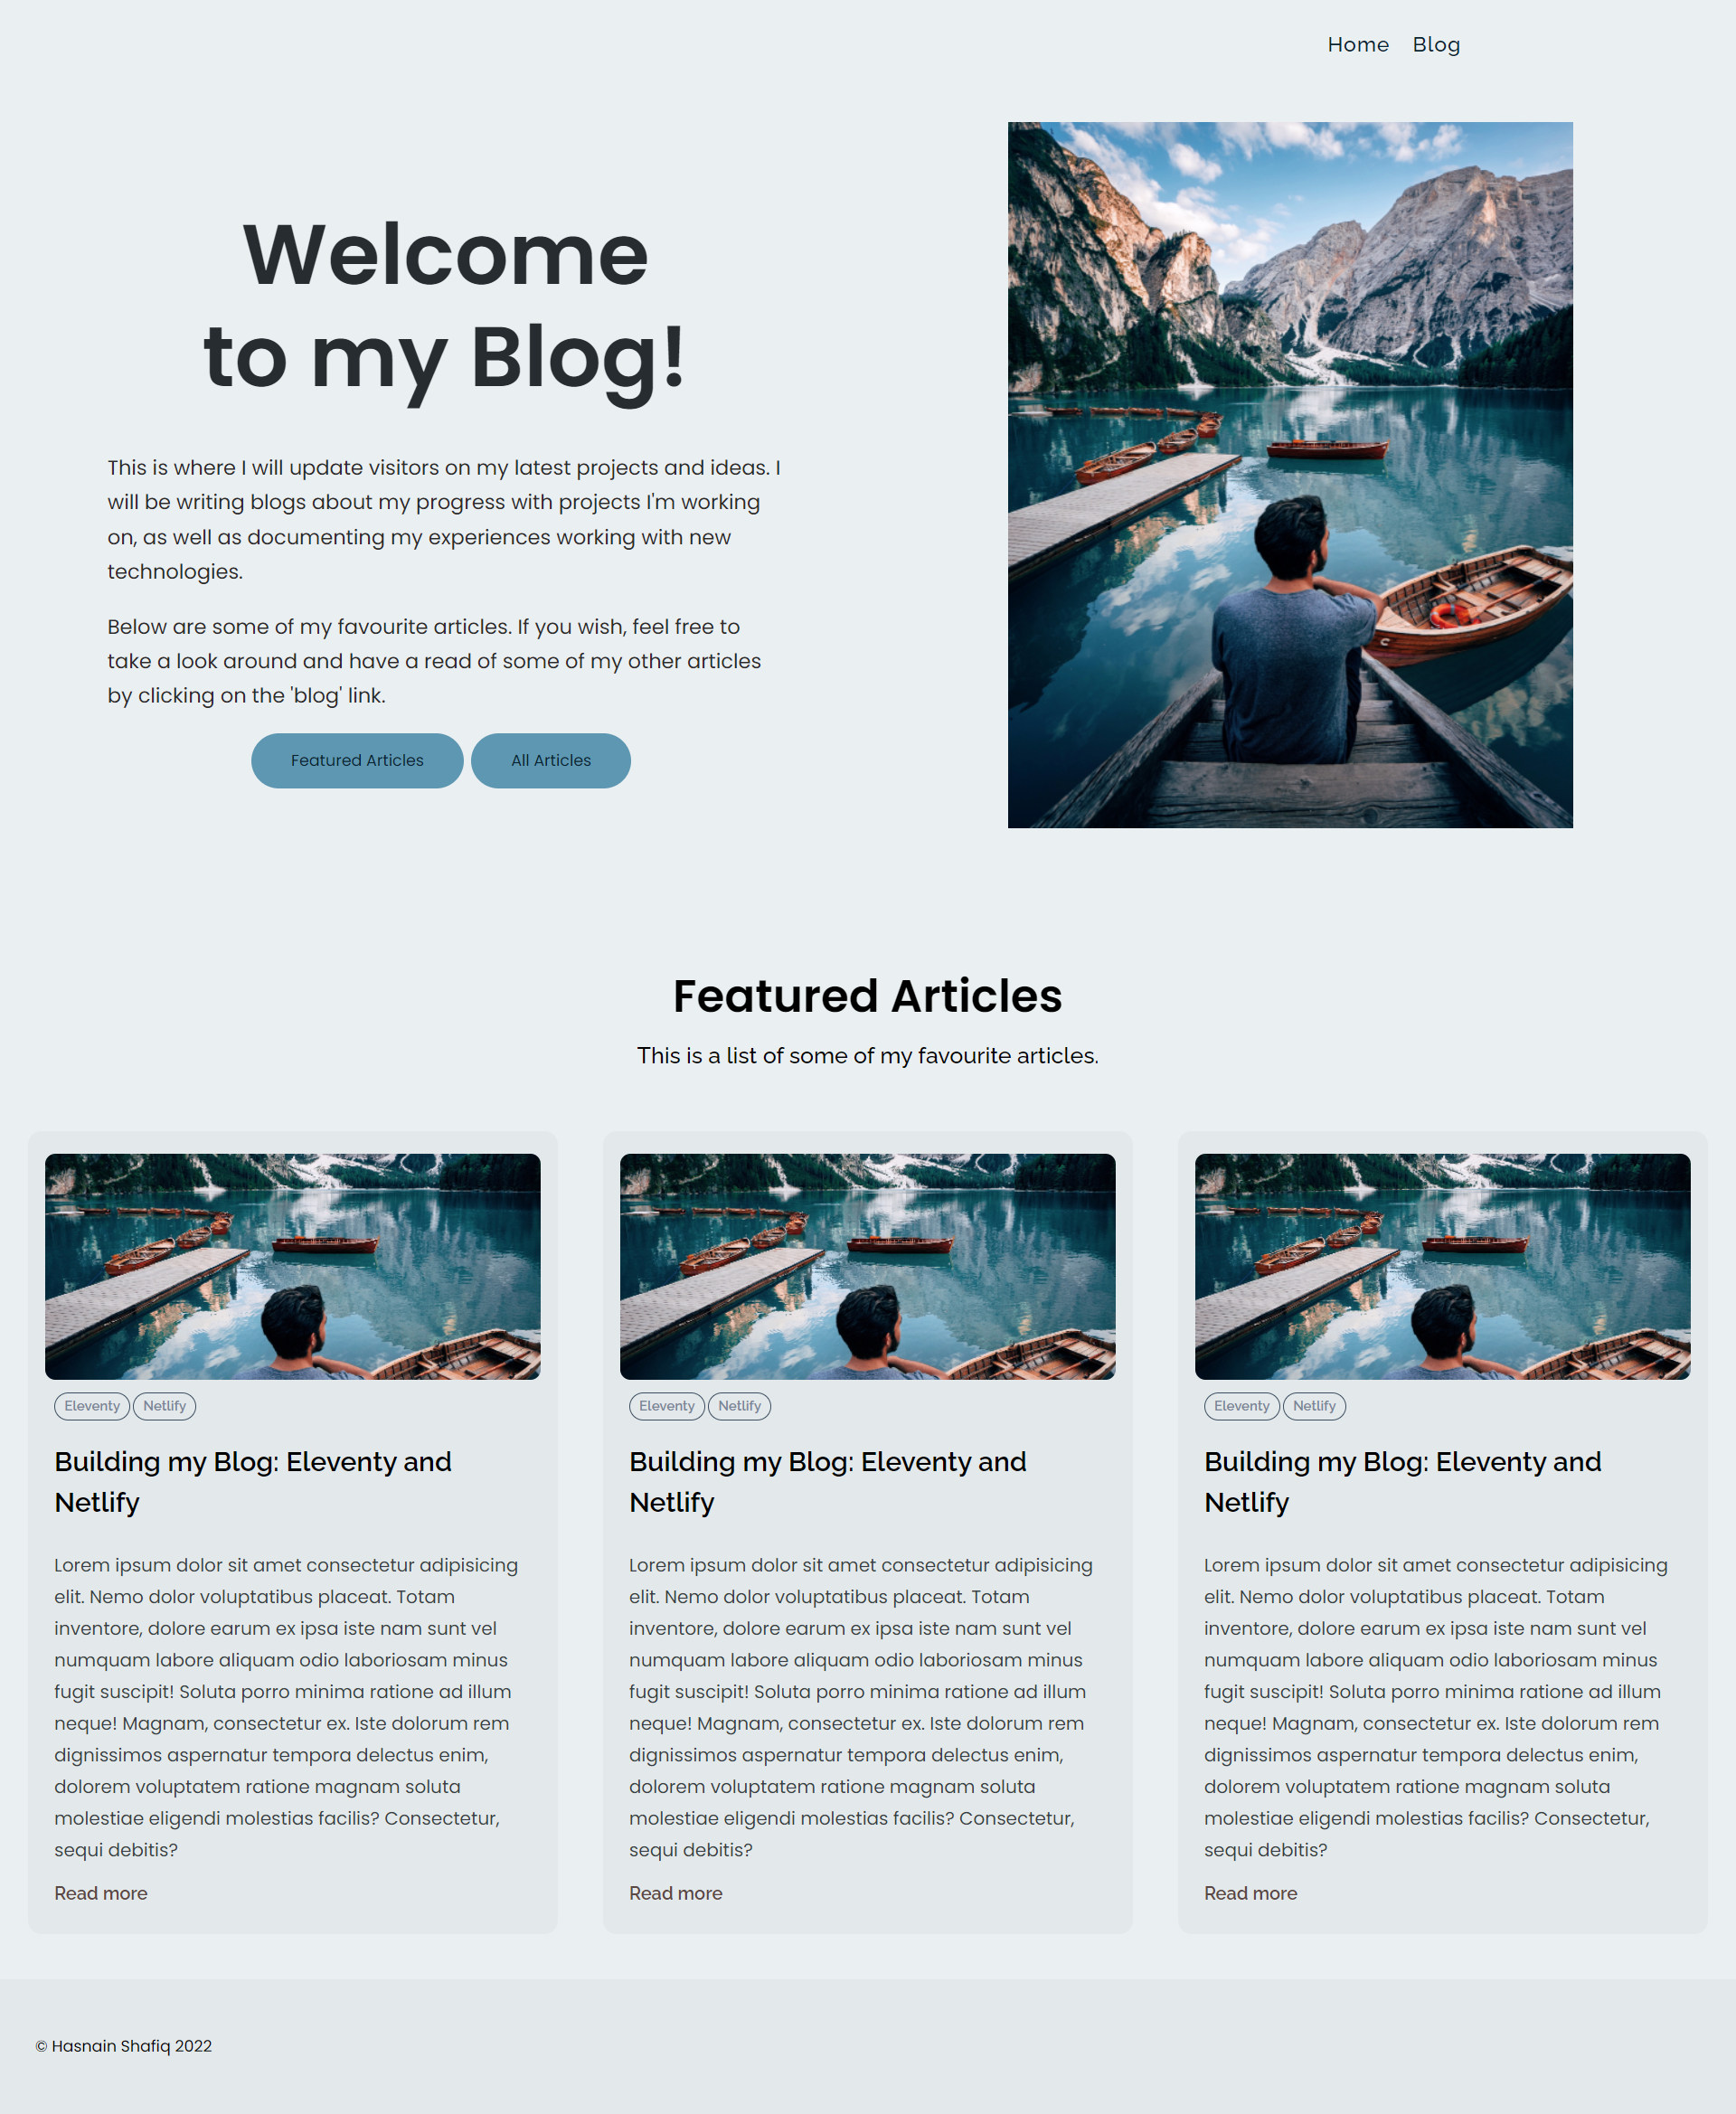 Home Blog
Welcome
to my Blog!
This is where I will update visitors on my latest projects and ideas. I
will be writing blogs about my progress with projects I'm working
on, as well as documenting my experiences working with new
technologies.
Below are some of my favourite articles. If you wish, feel free to
take a look around and have a read of some of my other articles
by clicking on the 'blog' link.
Featured Articles All Articles
Featured Articles
This is a list of some of my favourite articles.
Eleventy Netlify
Building my Blog: Eleventy and
Netlify
Lorem ipsum dolor sit amet consectetur adipisicing
elit. Nemo dolor voluptatibus placeat. Totam
inventore, dolore earum ex ipsa iste nam sunt vel
numquam labore aliquam odio laboriosam minus
fugit suscipit! Soluta porro minima ratione ad illum
neque! Magnam, consectetur ex. Iste dolorum rem
dignissimos aspernatur tempora delectus enim,
dolorem voluptatem ratione magnam soluta
molestiae eligendi molestias facilis? Consectetur,
sequi debitis?
Read more
Eleventy Netlify
Building my Blog: Eleventy and
Netlify
Lorem ipsum dolor sit amet consectetur adipisicing
elit. Nemo dolor voluptatibus placeat. Totam
inventore, dolore earum ex ipsa iste nam sunt vel
numquam labore aliquam odio laboriosam minus
fugit suscipit! Soluta porro minima ratione ad illum
neque! Magnam, consectetur ex. Iste dolorum rem
dignissimos aspernatur tempora delectus enim,
dolorem voluptatem ratione magnam soluta
molestiae eligendi molestias facilis? Consectetur,
sequi debitis?
Read more
Eleventy Netlify
Building my Blog: Eleventy and
Netlify
Lorem ipsum dolor sit amet consectetur adipisicing
elit. Nemo dolor voluptatibus placeat. Totam
inventore, dolore earum ex ipsa iste nam sunt vel
numquam labore aliquam odio laboriosam minus
fugit suscipit! Soluta porro minima ratione ad illum
neque! Magnam, consectetur ex. Iste dolorum rem
dignissimos aspernatur tempora delectus enim,
dolorem voluptatem ratione magnam soluta
molestiae eligendi molestias facilis? Consectetur,
sequi debitis?
Read more
© Hasnain Shafiq 2022